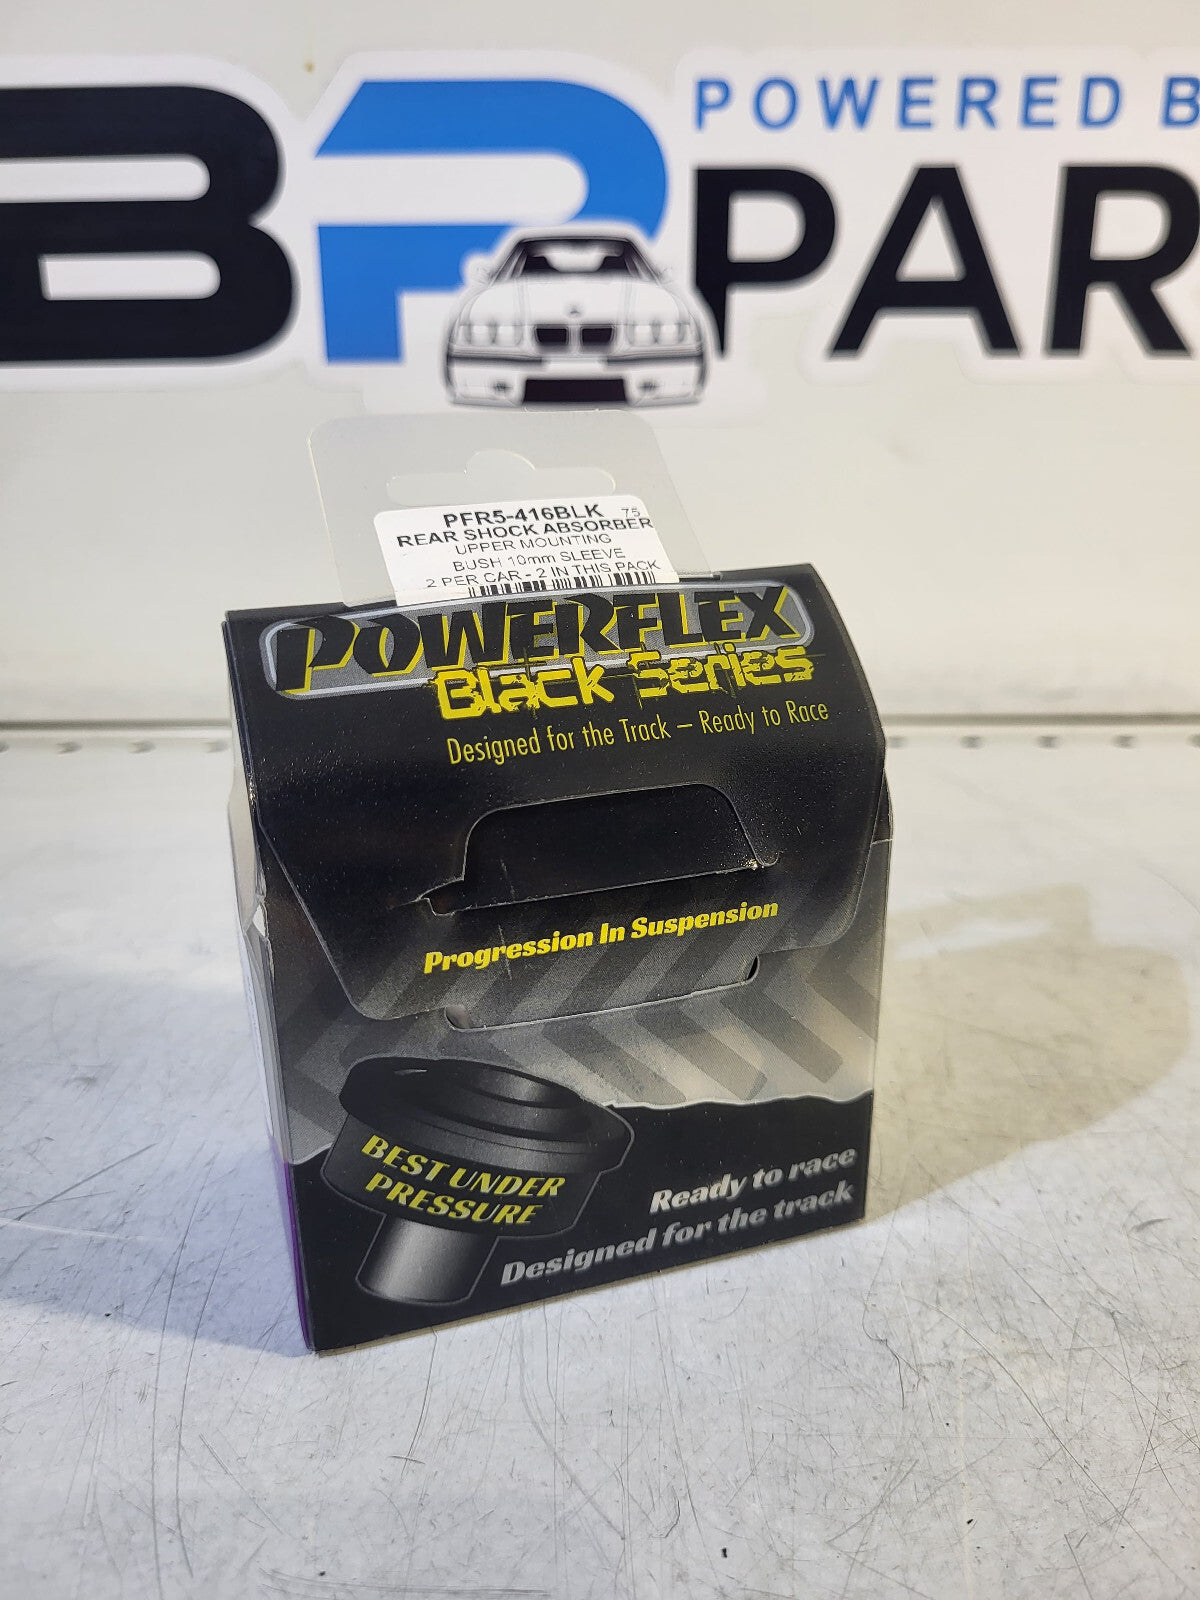 POWERED B
BP PAR
PFR5-416BLK 75
REAR SHOCK ABSORBER
UPPER MOUNTING
BUSH 10mm SLEEVE
2 PER CAR - 2 IN THIS PACK
POWERFLEX
Black Series
Designed for the Track – Ready to Race
Progression In Suspension
BEST UNDER
PRESSURE
Ready to race
Designed for the track